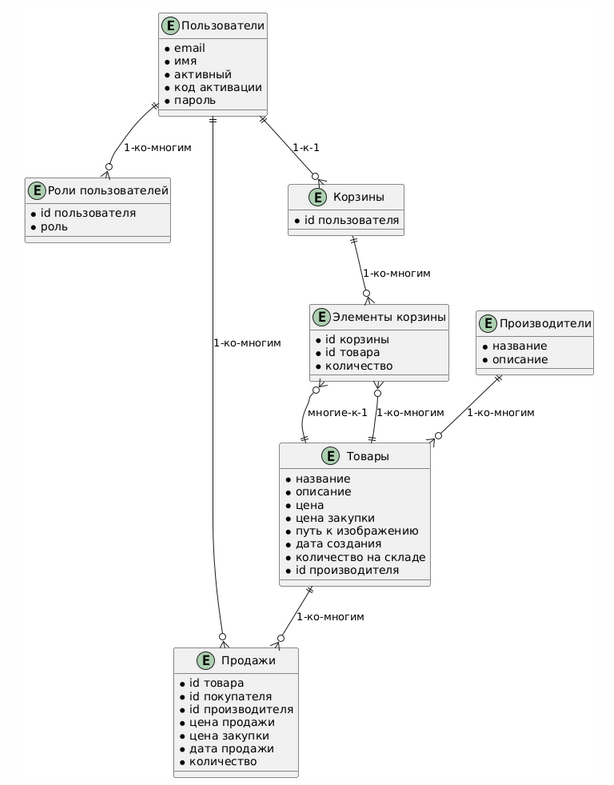 E Пользователи
email
имя
активный
код активации
пароль
1-ко-многим
1-к-1
E Роли пользователей
id пользователя
роль
E Корзины
id пользователя
1-ко-многим
E Элементы корзины
id корзины
id товара
количество
E Производители
название
описание
1-ко-многим
многие-к-1
1-ко-многим
1-ко-многим
E Товары
название
описание
цена
цена закупки
путь к изображению
дата создания
количество на складе
id производителя
1-ко-многим
E Продажи
id товара
id покупателя
id производителя
цена продажи
цена закупки
дата продажи
количество